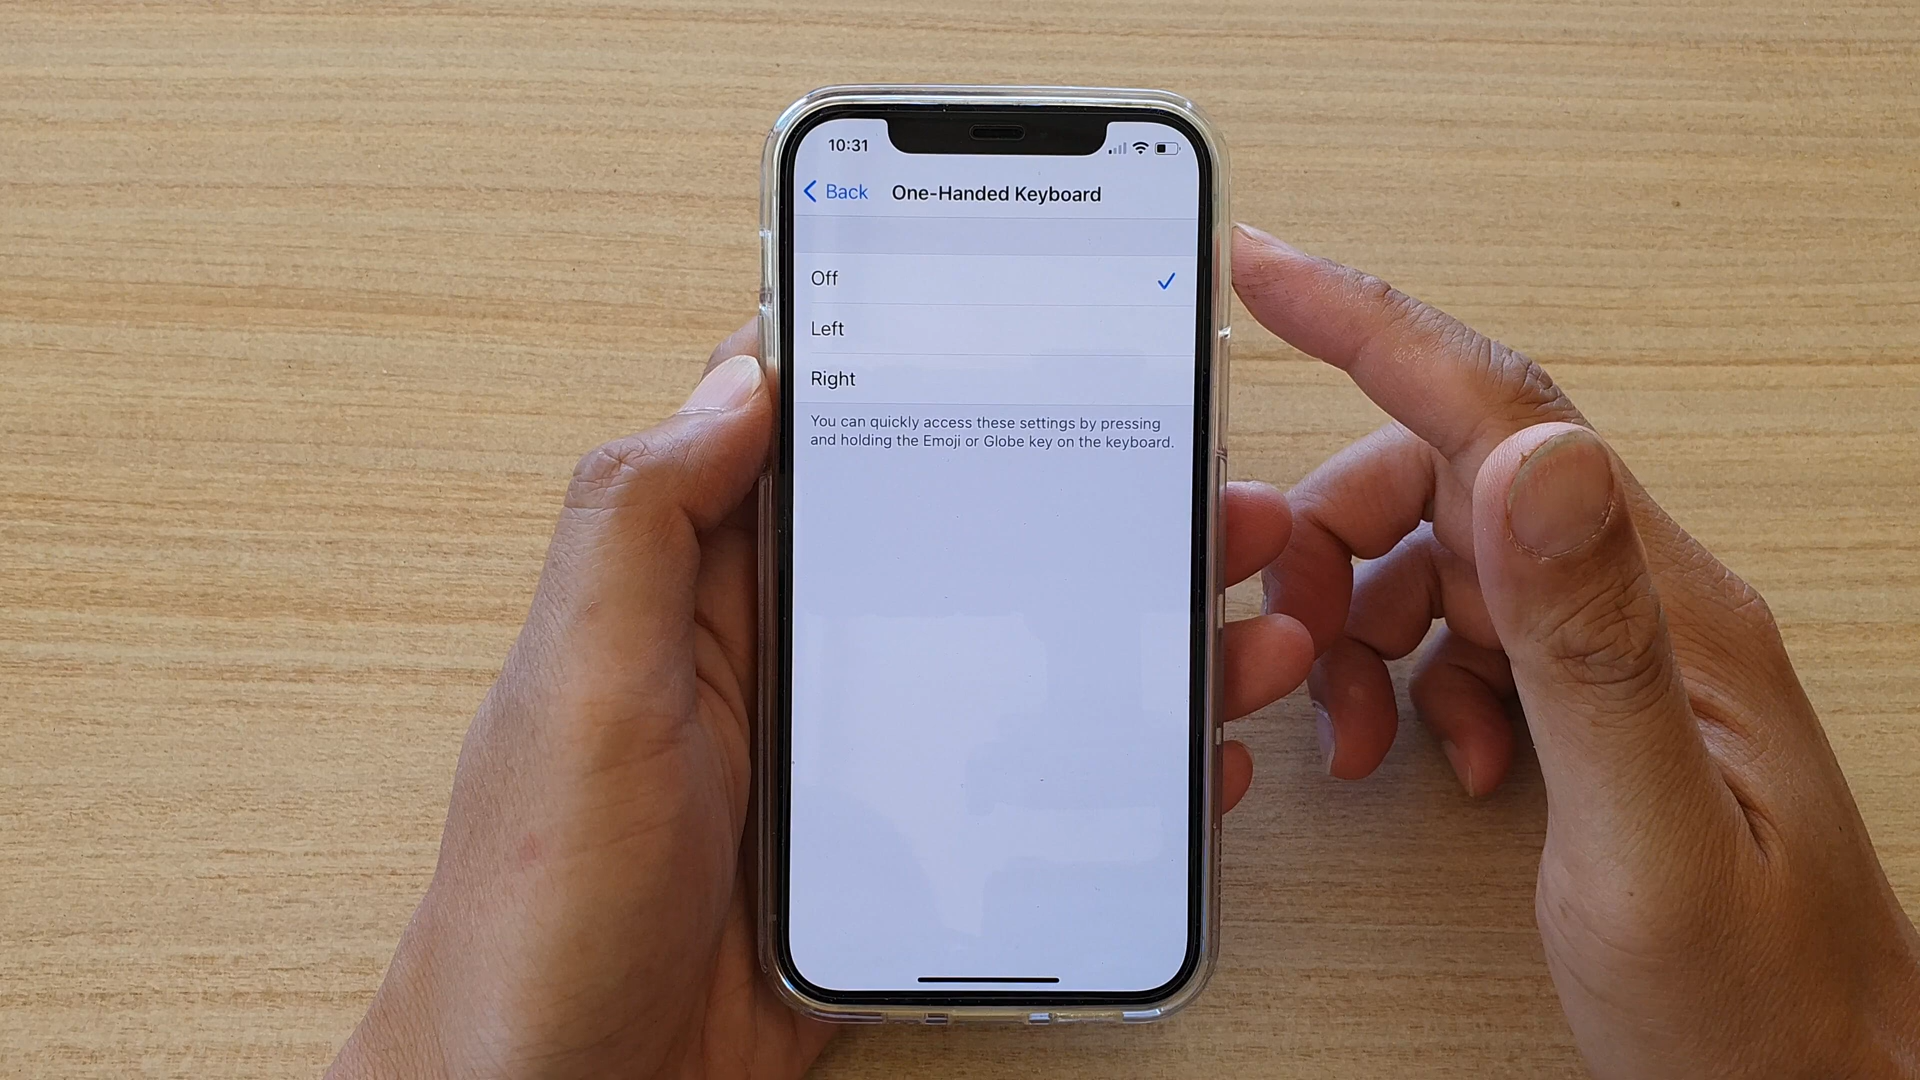 10:31
Back One-Handed Keyboard
Off
Left
Right
You can quickly access these settings by pressing
and holding the Emoji or Globe key on the keyboard.